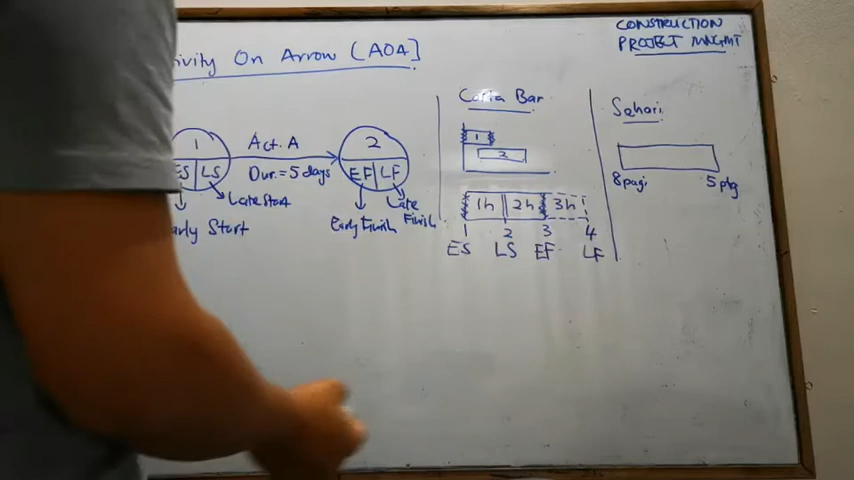 CONSTRUCTION
PROJECT MNGMT
ivity On Arrow (AOA)
1
ES LS
Late Start
arly Start
Act. A
Dur. = 5 days
2
EF LF
Early Finish
Late
Finish
Carta Bar
1
2
1h 2h 3h
1 2 3 4
ES LS EF LF
Sehari
8 pagi 5 ptg